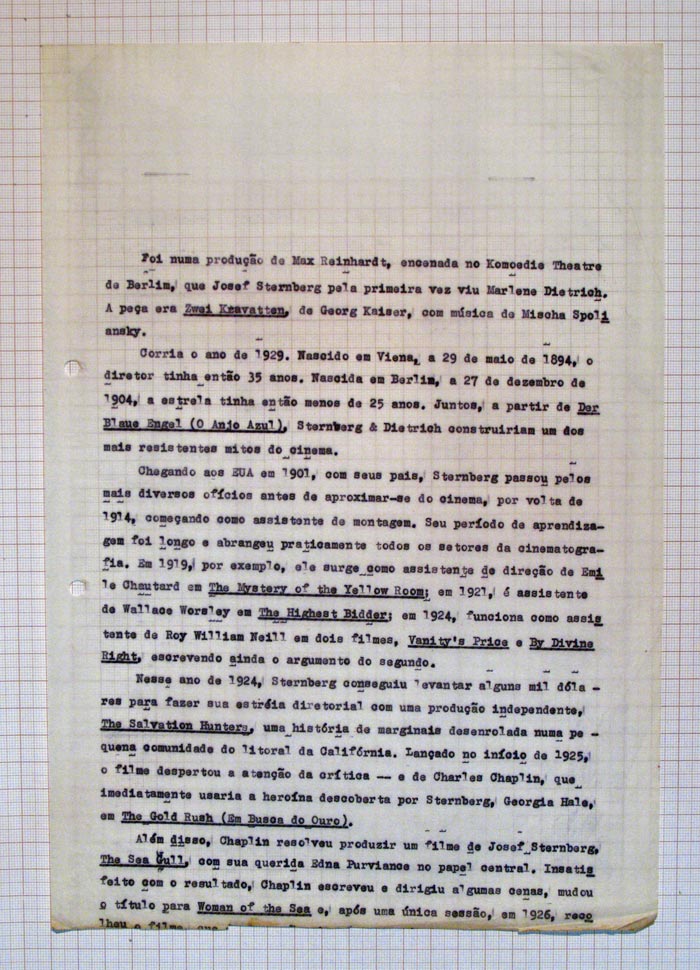 Foi numa produção de Max Reinhardt, encenada no Komoedie Theatre
de Berlim, que Josef Sternberg pela primeira vez viu Marlene Dietrich.
A peça era Zwei Kravatten, de Georg Kaiser, com música de Mischa Spoli
ansky.
Corria o ano de 1929. Nascido em Viena, a 29 de maio de 1894, o
diretor tinha então 35 anos. Nascida em Berlim, a 27 de dezembro de
1904, a estrela tinha então menos de 25 anos. Juntos, a partir de Der
Blaue Engel (O Anjo Azul), Sternberg & Dietrich construiriam um dos
mais resistentes mitos do cinema.
Chegando aos EUA em 1901, com seus pais, Sternberg passou pelos
mais diversos ofícios antes de aproximar-se do cinema, por volta de
1914, começando como assistente de montagem. Seu período de aprendiza-
gem foi longo e abrangeu praticamente todos os setores da cinematogra-
fia. Em 1919, por exemplo, ele surge como assistente de direção de Emi
le Chautard em The Mystery of the Yellow Room; em 1921, é assistente
de Wallace Worsley em The Highest Bidder; em 1924, funciona como assis
tente de Roy William Neill em dois filmes, Vanity's Price e By Divine
Right, escrevendo ainda o argumento do segundo.
Nesse ano de 1924, Sternberg conseguiu levantar alguns mil dóla -
res para fazer sua estréia diretorial com uma produção independente,
The Salvation Hunters, uma história de marginais desenrolada numa pe -
quena comunidade do litoral da Califórnia. Lançado no início de 1925,
o filme despertou a atenção da crítica -- e de Charles Chaplin, que
imediatamente usaria a heroína descoberta por Sternberg, Georgia Hale,
em The Gold Rush (Em Busca do Ouro).
Além disso, Chaplin resolveu produzir um filme de Josef Sternberg,
The Sea Gull, com sua querida Edna Purviance no papel central. Insatis
feito com o resultado, Chaplin escreveu e dirigiu algumas cenas, mudou
o título para Woman of the Sea e, após uma única sessão, em 1926, reco
lheu o filme, que